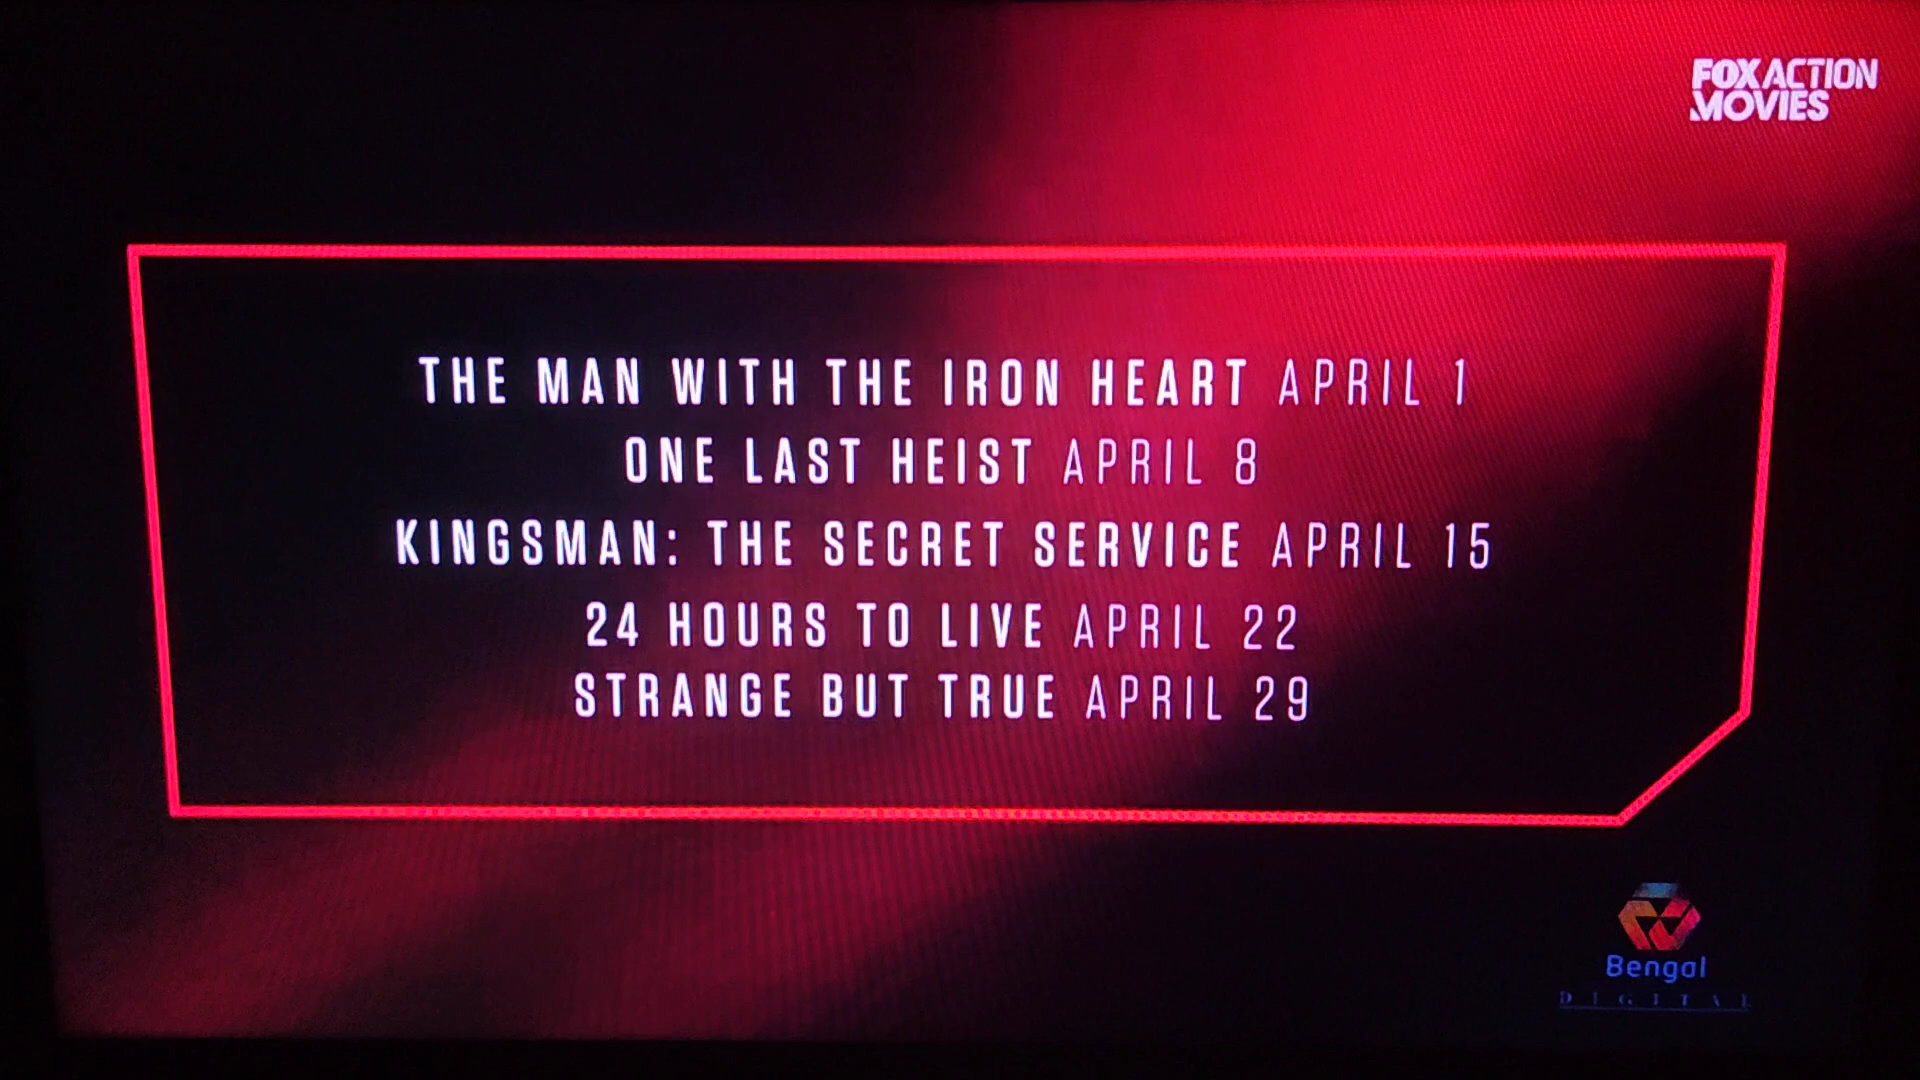 FOX ACTION
MOVIES
THE MAN WITH THE IRON HEART APRIL 1
ONE LAST HEIST APRIL 8
KINGSMAN: THE SECRET SERVICE APRIL 15
24 HOURS TO LIVE APRIL 22
STRANGE BUT TRUE APRIL 29
Bengal
DIGITAL